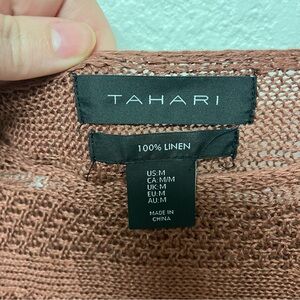 TAHARI
100% LINEN
US:M
CA:M/M
UK:M
EU:M
AU:M
MADE IN
CHINA